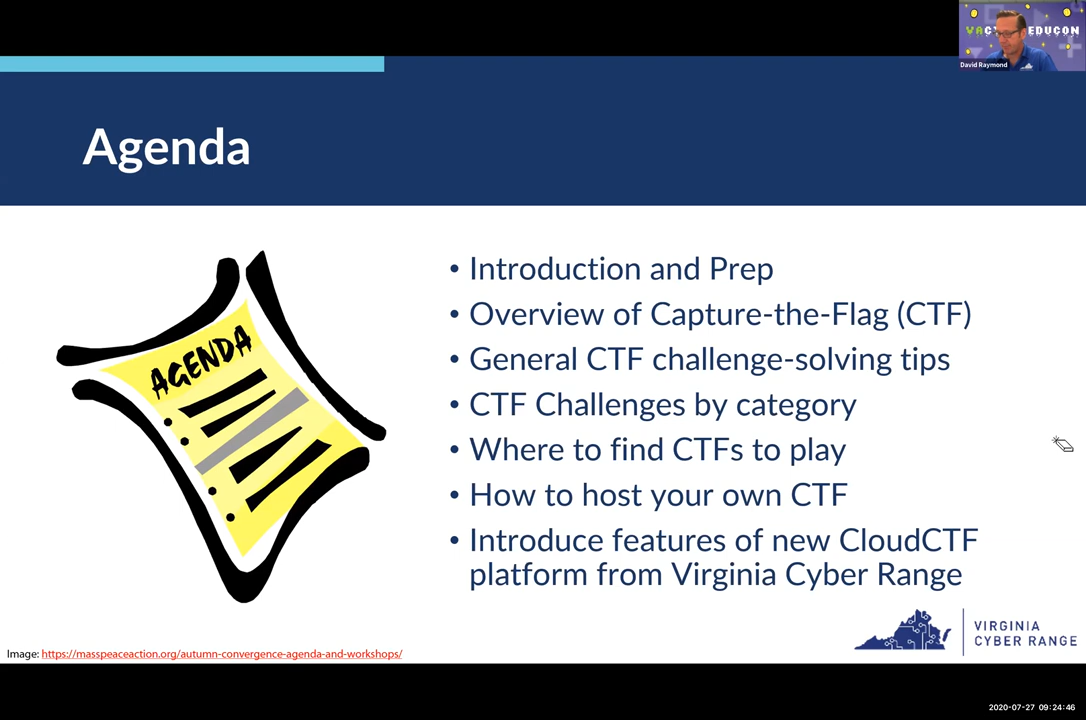 VACYBEREDUCON
David Raymond
Agenda
AGENDA
• Introduction and Prep
• Overview of Capture-the-Flag (CTF)
• General CTF challenge-solving tips
• CTF Challenges by category
• Where to find CTFs to play
• How to host your own CTF
• Introduce features of new CloudCTF
platform from Virginia Cyber Range
VIRGINIA
CYBER RANGE
Image: https://masspeaceaction.org/autumn-convergence-agenda-and-workshops/
2020-07-27 09:24:46